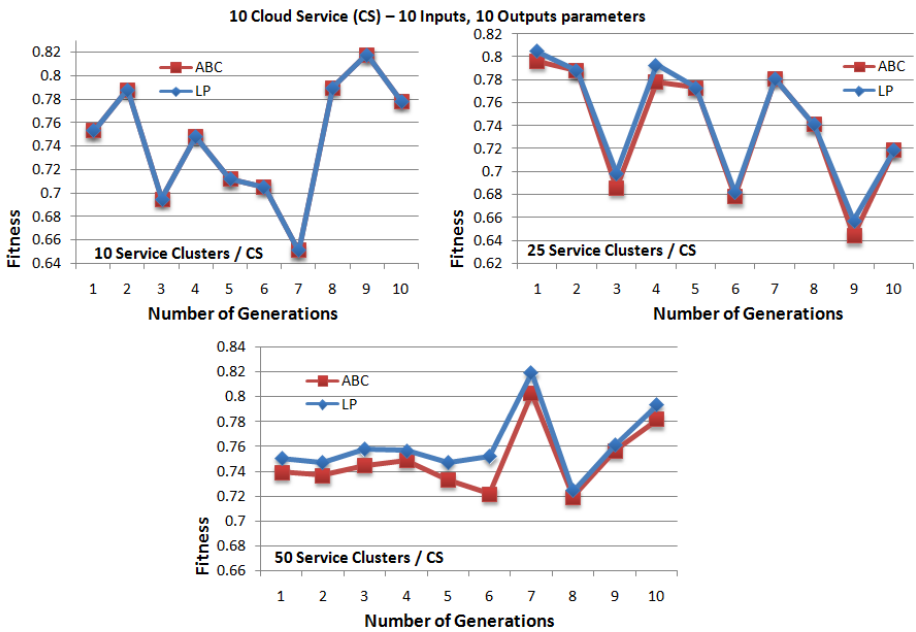 10 Cloud Service (CS) – 10 Inputs, 10 Outputs parameters
0.82
0.8
0.78
0.76
0.74
0.72
0.7
0.68
0.66
0.64
Fitness
ABC
LP
10 Service Clusters / CS
1 2 3 4 5 6 7 8 9 10
Number of Generations
0.82
0.8
0.78
0.76
0.74
0.72
0.7
0.68
0.66
0.64
0.62
Fitness
ABC
LP
25 Service Clusters / CS
1 2 3 4 5 6 7 8 9 10
Number of Generations
0.84
0.82
0.8
0.78
0.76
0.74
0.72
0.7
0.68
0.66
Fitness
ABC
LP
50 Service Clusters / CS
1 2 3 4 5 6 7 8 9 10
Number of Generations